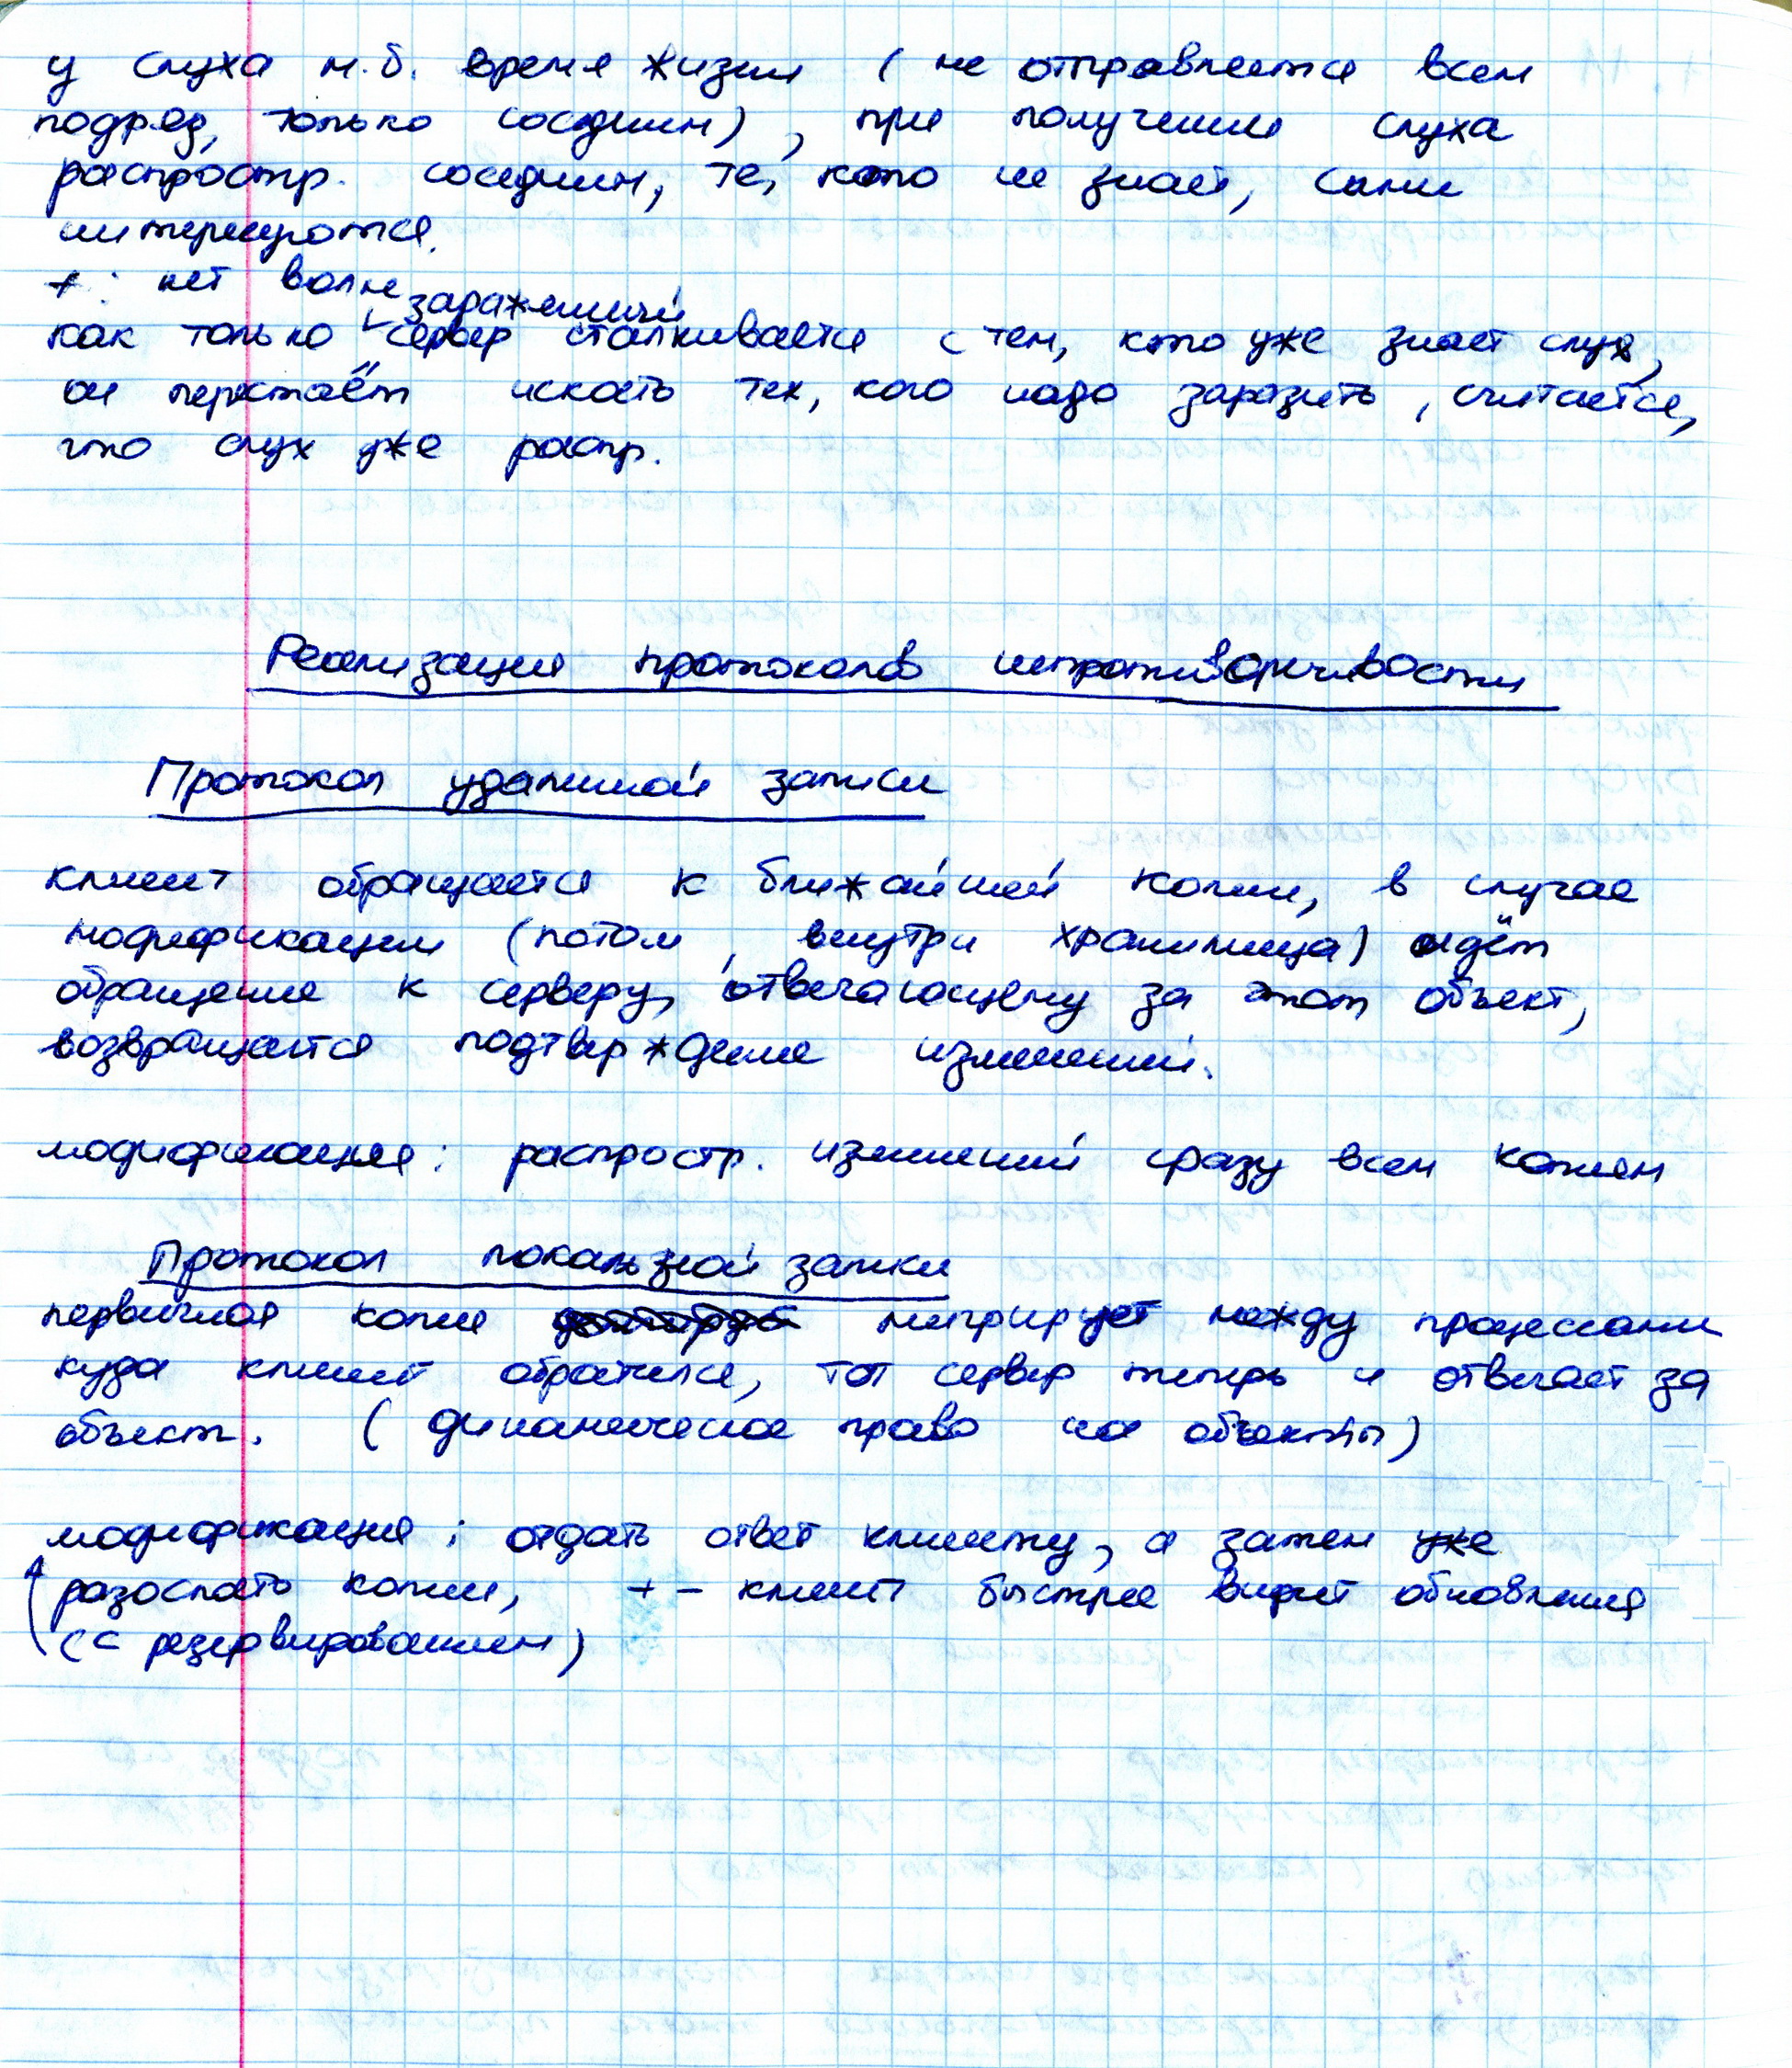 у слуха м.б. время жизни (не отправляется всем
подряд, только соседним), при получении слуха
распростр. соседним, те, кто не знает, сами
интересуются.
+: нет волны
заражённый
как только сервер сталкивается с тем, кто уже знает слух,
он перестаёт искать тех, кого надо заразить, считается,
что слух уже распр.
Реализация протоколов непротиворечивости
Протокол удалённой записи
клиент обращается к ближайшей копии, в случае
модификации (потом, внутри хранилища) идёт
обращение к серверу, отвечающему за этот объект,
возвращается подтверждение изменений.
модификация: распростр. изменений сразу всем копиям
Протокол локальной записи
первичная копия мигрирует между процессами
куда клиент обратился, тот сервер теперь и отвечает за
объект. (динамическое право на объекты)
модификация: отдать ответ клиенту, а затем уже
разослать копии, + - клиент быстрее видит обновления
(с резервированием)